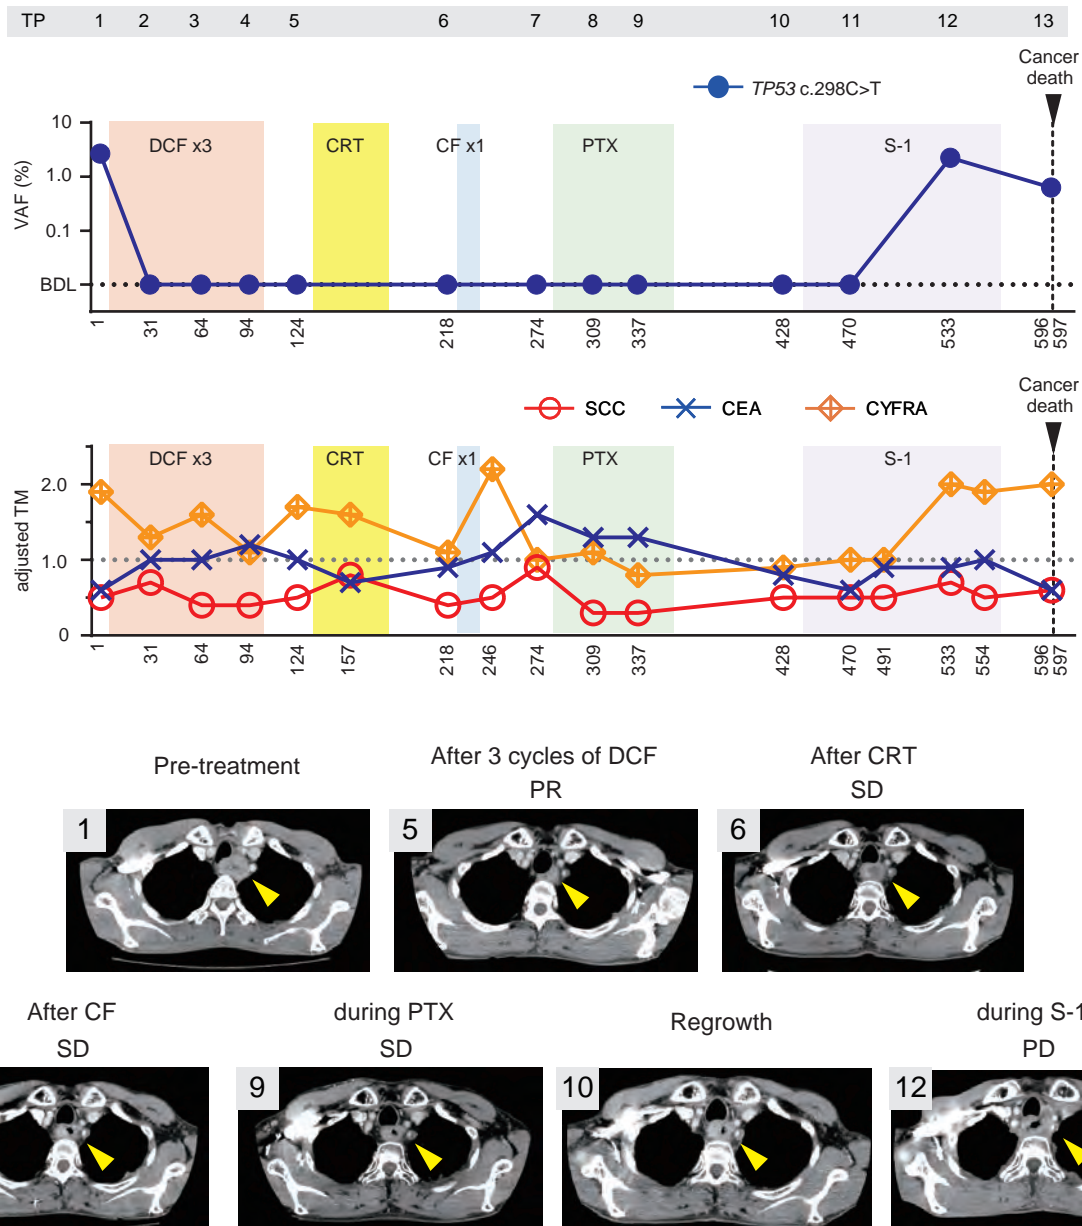 TP 1 2 3 4 5 6 7 8 9 10 11 12 13
Cancer
death
TP53 c.298C>T
DCF x3 CRT CF x1 PTX S-1
VAF (%)
10
1.0
0.1
BDL
1 31 64 94 124 218 274 309 337 428 470 533 596 597
Cancer
death
SCC CEA CYFRA
DCF x3 CRT CF x1 PTX S-1
adjusted TM
2.0
1.0
0
1 31 64 94 124 157 218 246 274 309 337 428 470 491 533 554 596 597
Pre-treatment
1
After 3 cycles of DCF
PR
5
After CRT
SD
6
After CF
SD
during PTX
SD
9
Regrowth
10
during S-1
PD
12